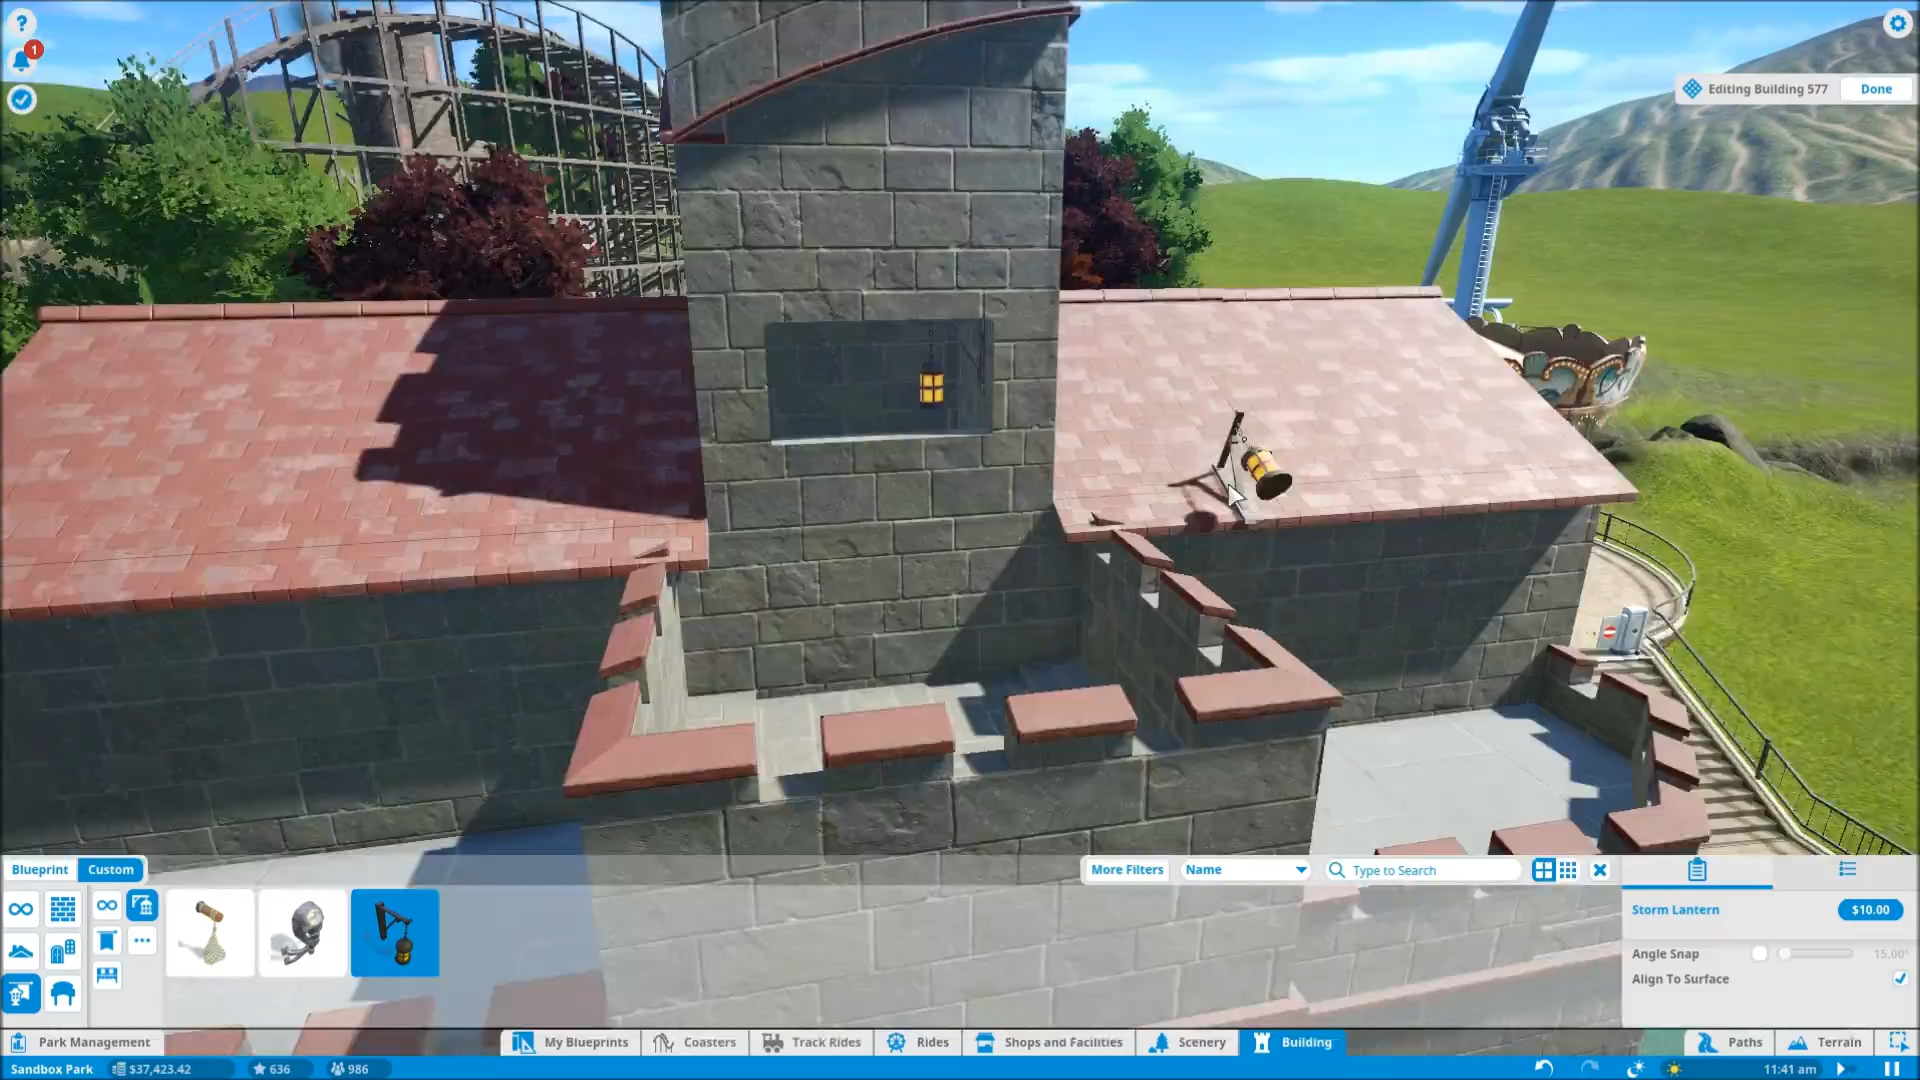 ?
1
Editing Building 577
Done
Blueprint
Custom
More Filters
Name
Type to Search
Storm Lantern
$10.00
Angle Snap
15.00°
Align To Surface
Park Management
My Blueprints
Coasters
Track Rides
Rides
Shops and Facilities
Scenery
Building
Paths
Terrain
Sandbox Park
$37,423.42
636
986
11:41 am